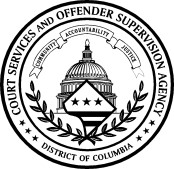 COURT SERVICES AND OFFENDER SUPERVISION AGENCY
COMMUNITY ACCOUNTABILITY JUSTICE
DISTRICT OF COLUMBIA